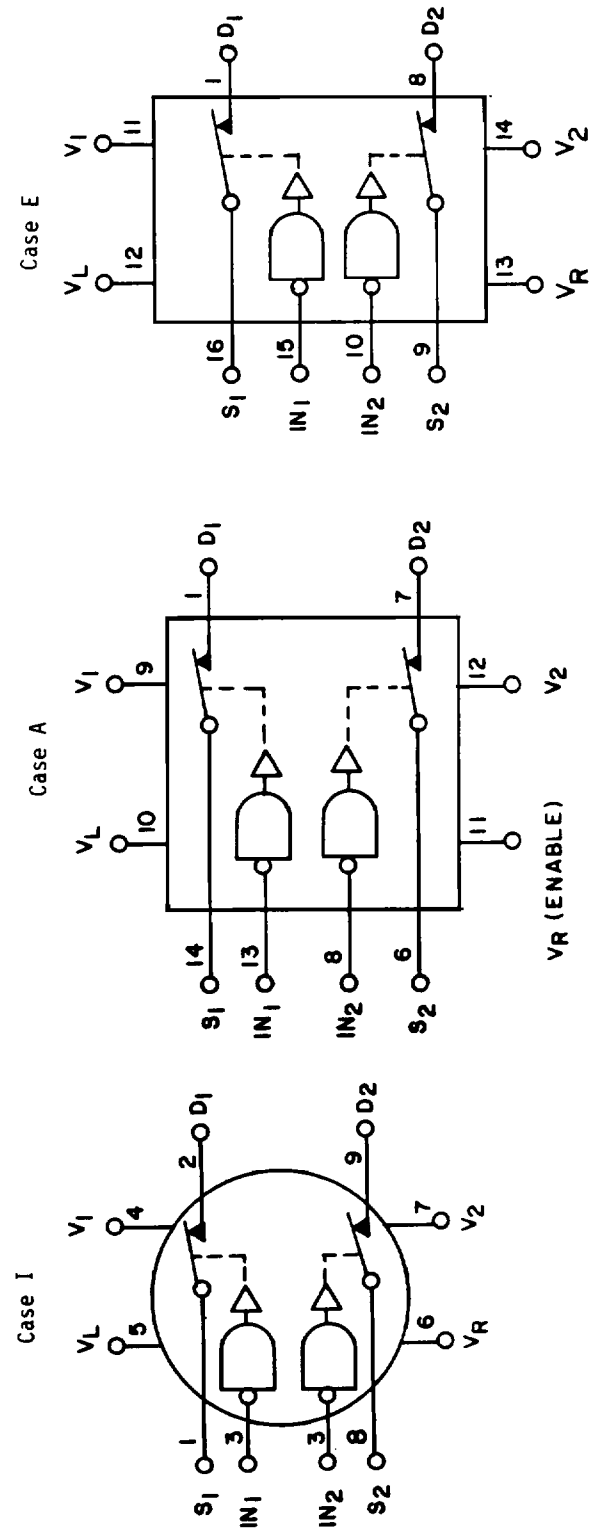 Case I
VL
V1
5
4
S1
1
2
D1
IN1
3
IN2
3
S2
8
9
D2
6
7
VR
V2
Case A
VL
V1
10
9
S1
14
1
D1
IN1
13
IN2
8
S2
6
7
D2
11
12
VR (ENABLE)
V2
Case E
VL
V1
12
11
S1
16
1
D1
IN1
15
IN2
10
S2
9
8
D2
13
14
VR
V2